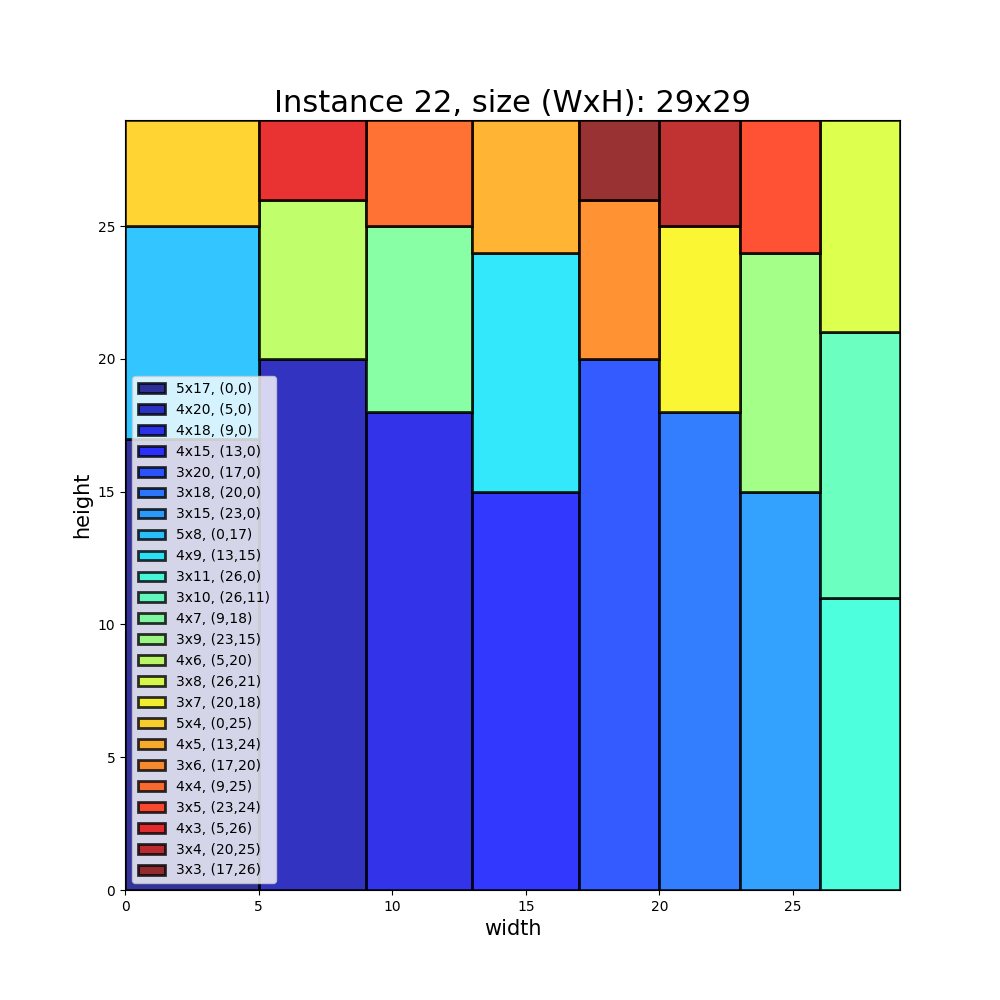 Instance 22, size (WxH): 29x29
height
25
20
15
10
5
0
5x17, (0,0)
4x20, (5,0)
4x18, (9,0)
4x15, (13,0)
3x20, (17,0)
3x18, (20,0)
3x15, (23,0)
5x8, (0,17)
4x9, (13,15)
3x11, (26,0)
3x10, (26,11)
4x7, (9,18)
3x9, (23,15)
4x6, (5,20)
3x8, (26,21)
3x7, (20,18)
5x4, (0,25)
4x5, (13,24)
3x6, (17,20)
4x4, (9,25)
3x5, (23,24)
4x3, (5,26)
3x4, (20,25)
3x3, (17,26)
0 5 10 15 20 25
width